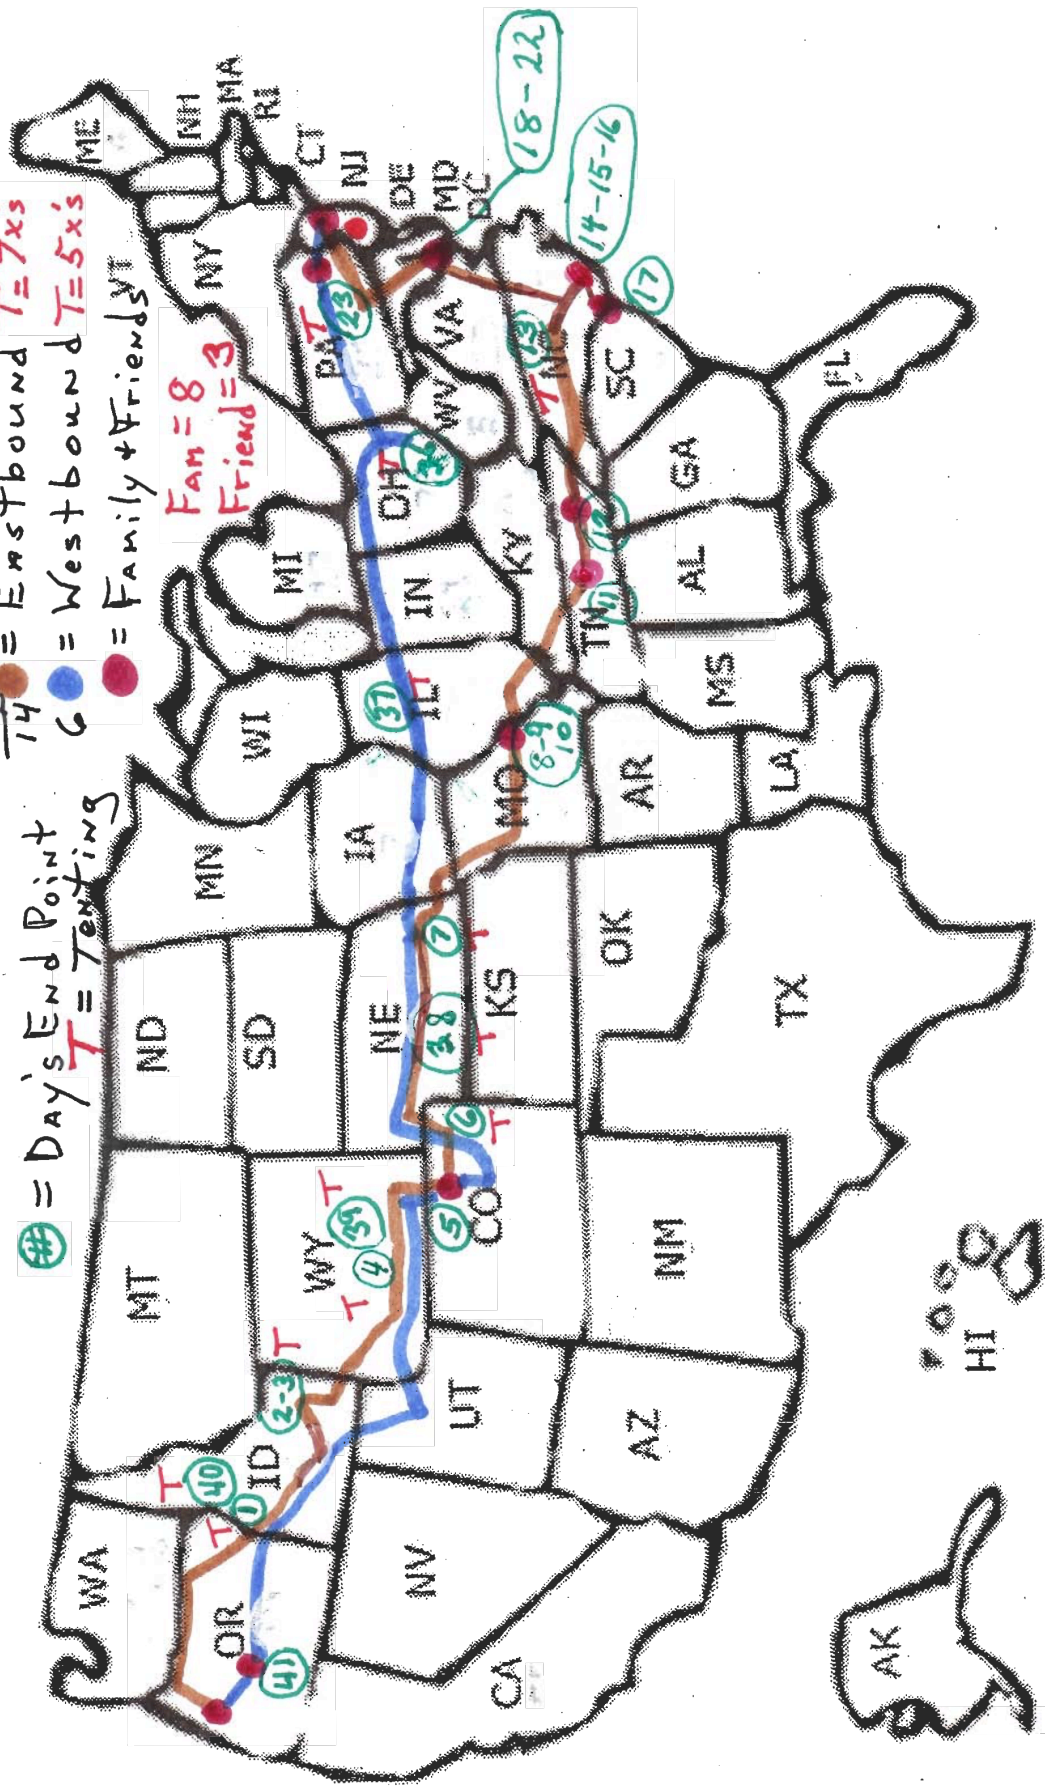 # = DAY'S END POINT
T = Tenting
14 = EASTbound T=7xs
6 = Westbound T=5x's
= FAMILY + FRIENDS
FAM = 8
Friend = 3
WA
OR
CA
NV
ID
MT
WY
UT
AZ
CO
NM
ND
SD
NE
KS
OK
TX
MN
IA
MO
AR
LA
WI
IL
MI
IN
OH
KY
TN
MS
AL
GA
FL
SC
NC
VA
WV
PA
NY
VT
ME
NH
MA
RI
CT
NJ
DE
MD
DC
AK
HI
41
T
1
T
40
2-3
T
T
4
39
T
5
6
T
38
T
7
T
8-9
10
37
T
11
12
T
36
T
13
T
23
14-15-16
17
18-22